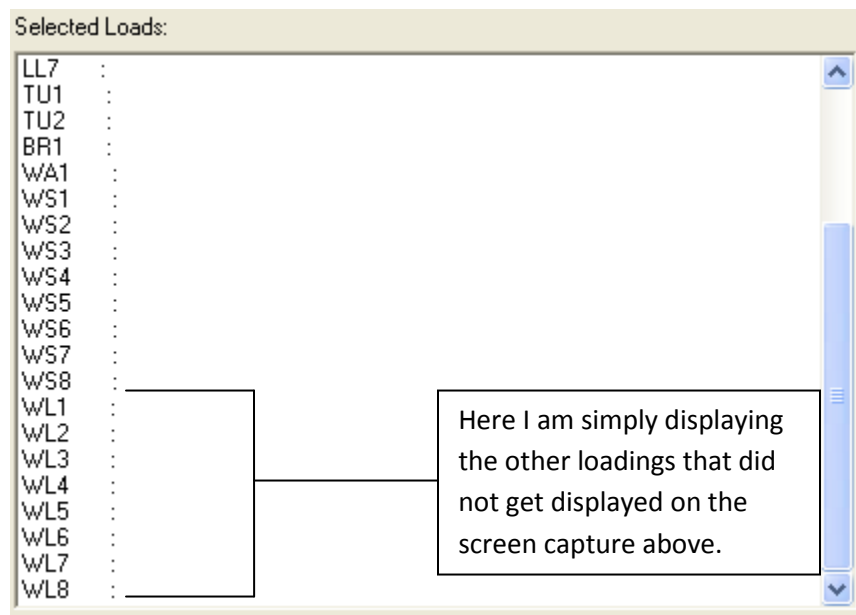 Selected Loads:
LL7 :
TU1 :
TU2 :
BR1 :
WA1 :
WS1 :
WS2 :
WS3 :
WS4 :
WS5 :
WS6 :
WS7 :
WS8 :
WL1 :
WL2 :
WL3 :
WL4 :
WL5 :
WL6 :
WL7 :
WL8 :
Here I am simply displaying
the other loadings that did
not get displayed on the
screen capture above.